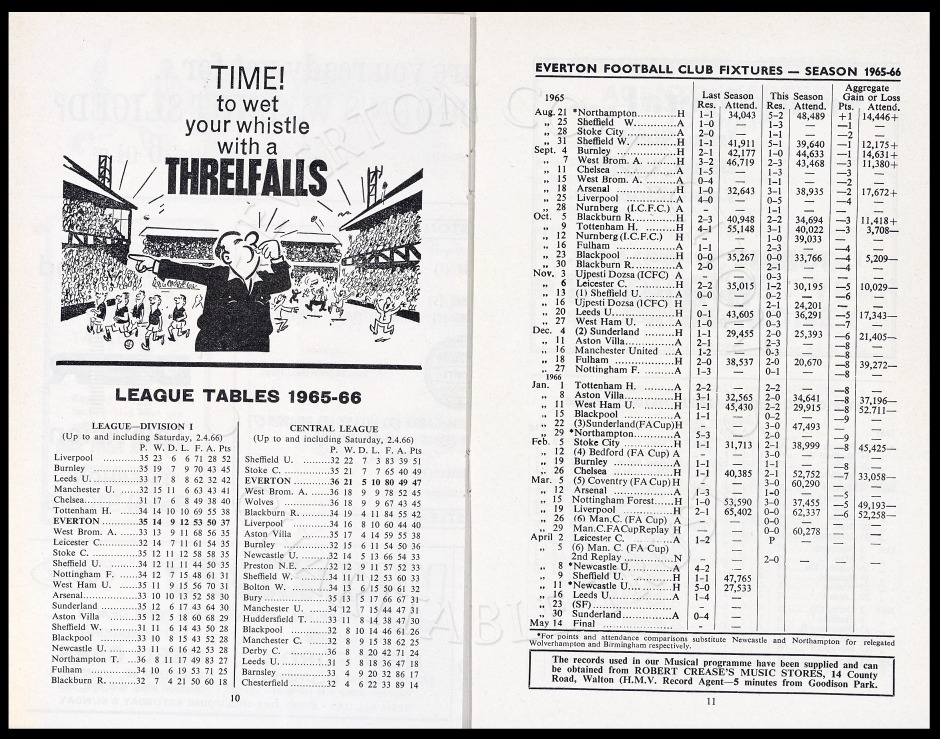 TIME!
to wet
your whistle
with a
THRELFALLS
LEAGUE TABLES 1965-66
LEAGUE—DIVISION I
(Up to and including Saturday, 2.4.66)
P. W. D. L. F. A. Pts
Liverpool ..........35 23 6 6 71 28 52
Burnley ..........35 19 7 9 70 43 45
Leeds U. ..........33 17 8 8 62 32 42
Manchester U. .....32 15 11 6 63 43 41
Chelsea..........31 17 6 8 49 38 40
Tottenham H. .....34 14 10 10 69 55 38
EVERTON ..........35 14 9 12 53 50 37
West Brom. A. .....33 13 9 11 68 56 35
Leicester C..........32 14 7 11 61 54 35
Stoke C. ..........35 12 11 12 58 58 35
Sheffield U. .....34 12 11 11 44 50 35
Nottingham F. .....34 12 7 15 48 61 31
West Ham U. .....35 11 9 15 56 70 31
Arsenal..........33 10 10 13 52 58 30
Sunderland .....35 12 6 17 43 64 30
Aston Villa .....35 12 5 18 60 68 29
Sheffield W. .....31 11 6 14 43 50 28
Blackpool .....33 10 8 15 43 52 28
Newcastle U. .....33 11 6 16 42 53 28
Northampton T. ...36 8 11 17 49 83 27
Fulham ..........34 10 6 19 53 71 25
Blackburn R. .....32 7 4 21 50 60 18
CENTRAL LEAGUE
(Up to and including Saturday, 2.4.66)
P. W. D. L. F. A. Pts
Sheffield U. .....32 22 7 3 83 39 51
Stoke C. ..........35 21 7 7 65 40 49
EVERTON ..........36 21 5 10 80 49 47
West Brom. A. .....36 18 9 9 78 52 45
Wolves ..........36 18 9 9 67 43 45
Blackburn R. .....34 19 4 11 84 55 42
Liverpool .....34 16 8 10 60 44 40
Aston Villa .....35 17 4 14 59 55 38
Burnley ..........32 15 6 11 54 50 36
Newcastle U. .....32 14 5 13 66 54 33
Preston N.E. .....32 12 9 11 57 52 33
Sheffield W. .....34 11 11 12 53 60 33
Bolton W. .....34 13 6 15 50 61 32
Bury ..........35 13 5 17 66 67 31
Manchester U. .....34 12 7 15 44 47 31
Huddersfield T. .....33 11 8 14 37 40 30
Blackpool .....32 8 10 14 46 61 26
Manchester C. .....32 8 9 15 38 62 25
Derby C. .....36 8 8 20 42 71 24
Leeds U. .....31 5 8 18 36 47 18
Barnsley .....33 4 9 20 32 86 17
Chesterfield .....32 4 6 22 33 89 14
10
EVERTON FOOTBALL CLUB FIXTURES — SEASON 1965-66
Last Season This Season Aggregate Gain or Loss
1965 Res. Attend. Res. Attend. Pts. Attend.
Aug. 21 *Northampton..........H 1–1 34,043 5–2 48,489 +1 14,446+
„ 25 Sheffield W..........A 1–0 — 1–3 — —1 —
„ 28 Stoke City ..........A 2–0 — 1–1 — —2 —
„ 31 Sheffield W..........H 1–1 41,911 5–1 39,640 —1 12,175+
Sept. 4 Burnley ..........H 2–1 42,177 1–0 44,633 —1 14,631+
„ 7 West Brom. A. .....H 3–2 46,719 2–3 43,468 —3 11,380+
„ 11 Chelsea ..........A 1–5 — 1–3 — —3 —
„ 15 West Brom. A. .....A 0–4 — 1–1 — —2 —
„ 18 Arsenal ..........H 1–0 32,643 3–1 38,935 —2 17,672+
„ 25 Liverpool ..........A 4–0 — 0–5 — —4 —
„ 28 Nurnberg (I.C.F.C.) A - — 1–1 —
Oct. 5 Blackburn R..........H 2–3 40,948 2–2 34,694 —3 11,418+
„ 9 Tottenham H. .....H 4–1 55,148 3–1 40,022 —3 3,708—
„ 12 Nurnberg (I.C.F.C.) H - — 1–0 39,033
„ 16 Fulham ..........A 1–1 — 2–3 — —4 —
„ 23 Blackpool ..........H 0–0 35,267 0–0 33,766 —4 5,209—
„ 30 Blackburn R..........A 2–0 — 2–1 — —4 —
Nov. 3 Ujpesti Dozsa (ICFC) A - — 0–3 —
„ 6 Leicester C. .....H 2–2 35,015 1–2 30,195 —5 10,029—
„ 13 (1) Sheffield U. .....A 0–0 — 0–2 — —6 —
„ 16 Ujpesti Dozsa (ICFC) H - — 2–1 24,201
„ 20 Leeds U..........H 0–1 43,605 0–0 36,291 —5 17,343—
„ 27 West Ham U. .....A 1–0 — 0–3 — —7 —
Dec. 4 (2) Sunderland .....H 1–1 29,455 2–0 25,393 —6 21,405—
„ 11 Aston Villa..........A 2–1 — 2–3 — —8 —
„ 16 Manchester United ...A 1–2 — 0–3 — —8 —
„ 18 Fulham ..........H 2–0 38,537 2–0 20,670 —8 39,272—
„ 27 Nottingham F. .....A 1–3 — 0–1 — —8 —
1966
Jan. 1 Tottenham H. .....A 2–2 — 2–2 — —8 —
„ 8 Aston Villa..........H 3–1 32,565 2–0 34,641 —8 37,196—
„ 11 West Ham U. .....H 1–1 45,430 2–2 29,915 —8 52,711—
„ 15 Blackpool ..........A 1–1 — 0–2 — —9 —
„ 22 (3)Sunderland(FACup)H - — 3–0 47,493
„ 29 *Northampton..........A 5–3 — 2–0 — —9 —
Feb. 5 Stoke City ..........H 1–1 31,713 2–1 38,999 —8 45,425—
„ 12 (4) Bedford (FA Cup) A - — 3–0 —
„ 19 Burnley ..........A 1–1 — 1–1 — —8 —
„ 26 Chelsea ..........H 1–1 40,385 2–1 52,752 —7 33,058—
Mar. 5 (5) Coventry (FA Cup) H - — 3–0 60,290
„ 12 Arsenal ..........A 1–3 — 1–0 — —5 —
„ 15 Nottingham Forest.....H 1–0 53,590 3–0 37,455 —5 49,193—
„ 19 Liverpool ..........H 2–1 65,402 0–0 62,337 —6 52,258—
„ 26 (6) Man.C. (FA Cup) A - — 0–0 —
„ 29 Man.C.FACupReplay H - — 0–0 60,278
April 2 Leicester C. .....A 1–2 — P — — —
„ 5 (6) Man. C. (FA Cup)
2nd Replay ..........N - — 2–0 — — —
„ 8 *Newcastle U..........A 4–2 —
„ 9 Sheffield U. .....H 1–1 47,765
„ 11 *Newcastle U..........H 5–0 27,533
„ 16 Leeds U. ..........A 1–4 —
„ 23 (SF) .......... - —
„ 30 Sunderland..........A 0–4 —
May 14 Final .......... - —
*For points and attendance comparisons substitute Newcastle and Northampton for relegated
Wolverhampton and Birmingham respectively.
The records used in our Musical programme have been supplied and can
be obtained from ROBERT CREASE'S MUSIC STORES, 14 County
Road, Walton (H.M.V. Record Agent—5 minutes from Goodison Park.
11